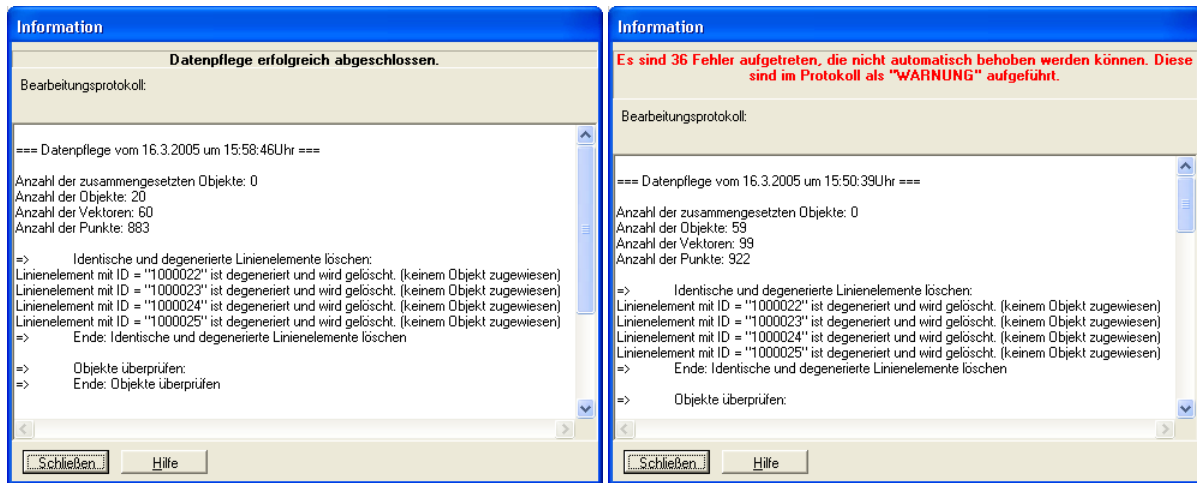 Information
Datenpflege erfolgreich abgeschlossen.
Bearbeitungsprotokoll:
=== Datenpflege vom 16.3.2005 um 15:58:46Uhr ===
Anzahl der zusammengesetzten Objekte: 0
Anzahl der Objekte: 20
Anzahl der Vektoren: 60
Anzahl der Punkte: 883
=> Identische und degenerierte Linienelemente löschen:
Linienelement mit ID = "1000022" ist degeneriert und wird gelöscht. (keinem Objekt zugewiesen)
Linienelement mit ID = "1000023" ist degeneriert und wird gelöscht. (keinem Objekt zugewiesen)
Linienelement mit ID = "1000024" ist degeneriert und wird gelöscht. (keinem Objekt zugewiesen)
Linienelement mit ID = "1000025" ist degeneriert und wird gelöscht. (keinem Objekt zugewiesen)
=> Ende: Identische und degenerierte Linienelemente löschen
=> Objekte überprüfen:
=> Ende: Objekte überprüfen
Schließen Hilfe
Information
Es sind 36 Fehler aufgetreten, die nicht automatisch behoben werden können. Diese
sind im Protokoll als "WARNUNG" aufgeführt.
Bearbeitungsprotokoll:
=== Datenpflege vom 16.3.2005 um 15:50:39Uhr ===
Anzahl der zusammengesetzten Objekte: 0
Anzahl der Objekte: 59
Anzahl der Vektoren: 99
Anzahl der Punkte: 922
=> Identische und degenerierte Linienelemente löschen:
Linienelement mit ID = "1000022" ist degeneriert und wird gelöscht. (keinem Objekt zugewiesen)
Linienelement mit ID = "1000023" ist degeneriert und wird gelöscht. (keinem Objekt zugewiesen)
Linienelement mit ID = "1000024" ist degeneriert und wird gelöscht. (keinem Objekt zugewiesen)
Linienelement mit ID = "1000025" ist degeneriert und wird gelöscht. (keinem Objekt zugewiesen)
=> Ende: Identische und degenerierte Linienelemente löschen
=> Objekte überprüfen:
Schließen Hilfe